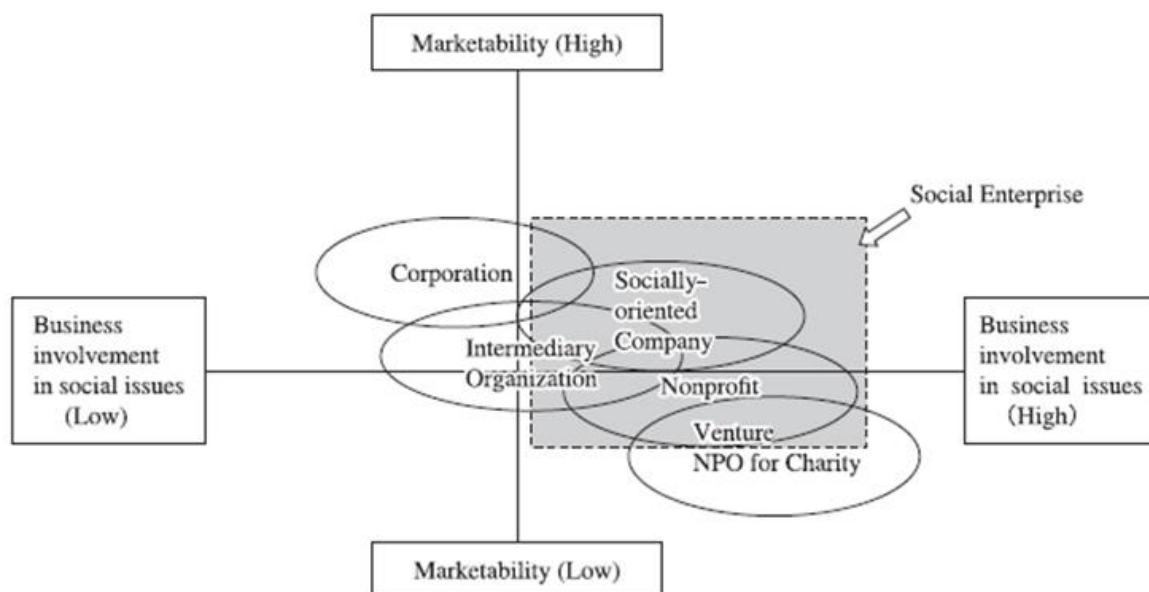 Marketability (High)
Social Enterprise
Corporation
Socially–
oriented
Company
Business
involvement
in social issues
(Low)
Intermediary
Organization
Business
involvement
in social issues
(High)
Nonprofit
Venture
NPO for Charity
Marketability (Low)